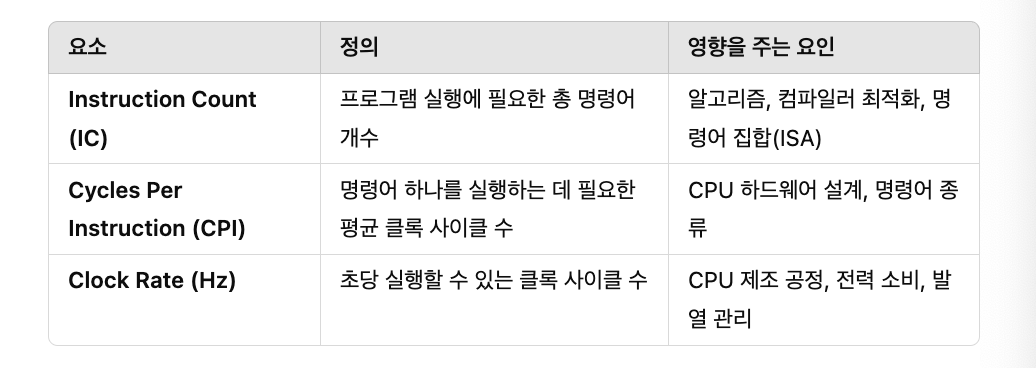 요소
정의
영향을 주는 요인
Instruction Count
(IC)
프로그램 실행에 필요한 총 명령어
개수
알고리즘, 컴파일러 최적화, 명
령어 집합(ISA)
Cycles Per
Instruction (CPI)
명령어 하나를 실행하는 데 필요한
평균 클록 사이클 수
CPU 하드웨어 설계, 명령어 종
류
Clock Rate (Hz)
초당 실행할 수 있는 클록 사이클 수
CPU 제조 공정, 전력 소비, 발
열 관리